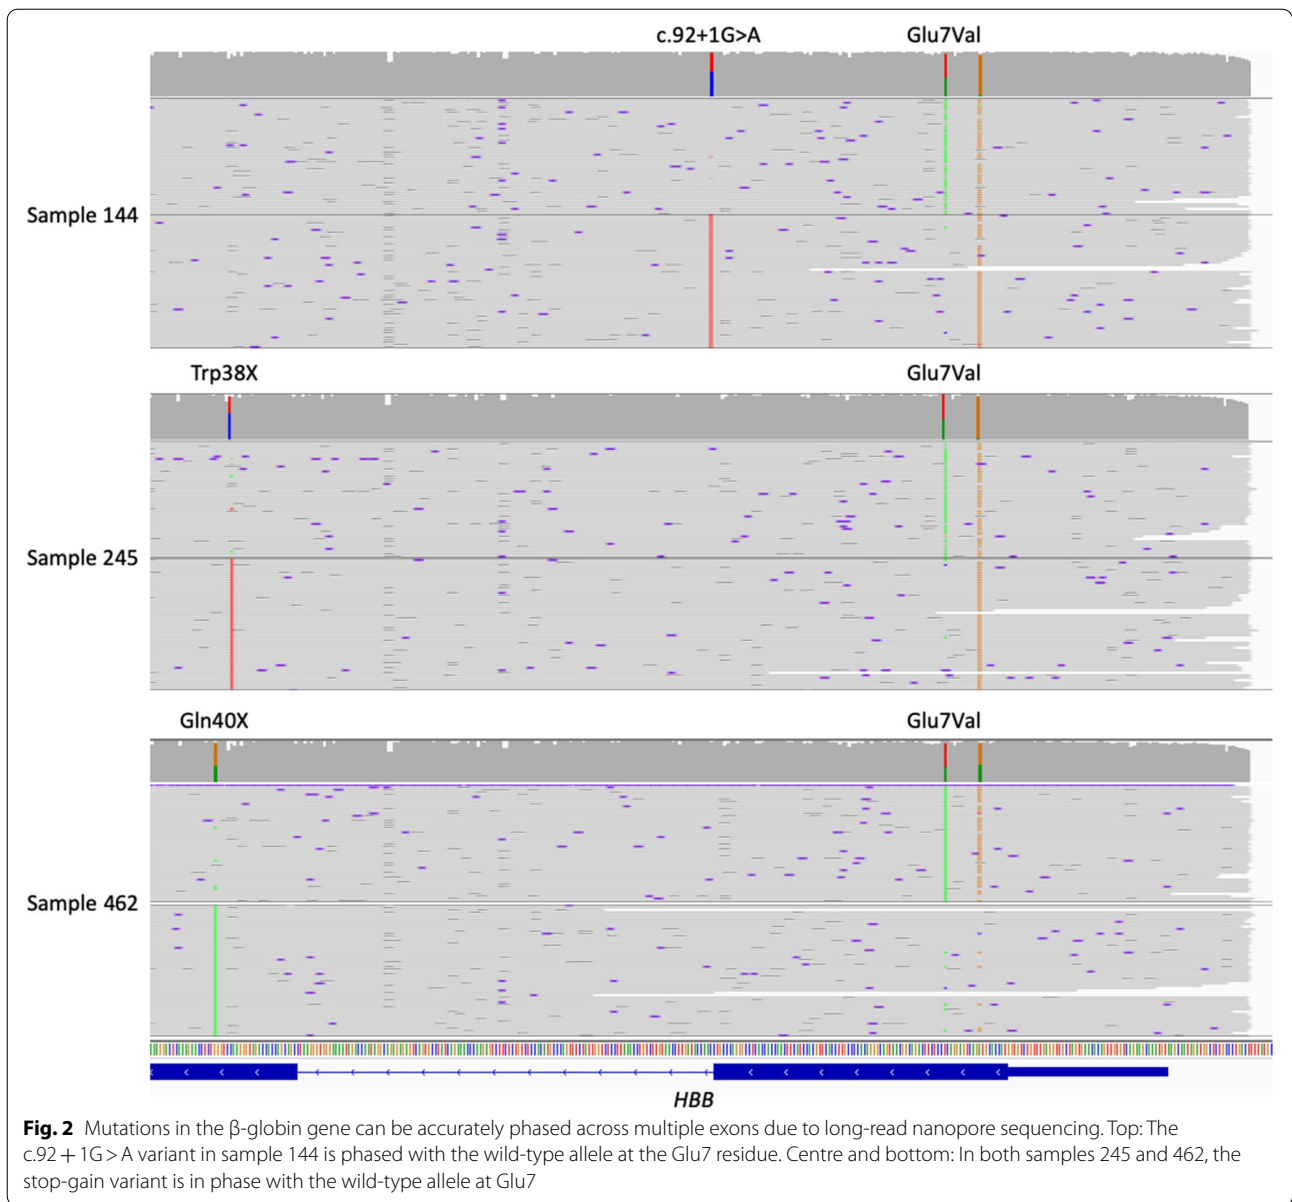 c.92+1G>A Glu7Val
Sample 144
Trp38X Glu7Val
Sample 245
Gln40X Glu7Val
Sample 462
HBB
Fig. 2 Mutations in the β-globin gene can be accurately phased across multiple exons due to long-read nanopore sequencing. Top: The
c.92 + 1G > A variant in sample 144 is phased with the wild-type allele at the Glu7 residue. Centre and bottom: In both samples 245 and 462, the
stop-gain variant is in phase with the wild-type allele at Glu7